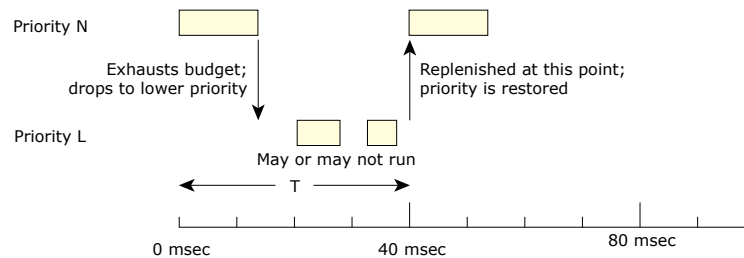 Priority N
Exhausts budget;
drops to lower priority
Replenished at this point;
priority is restored
Priority L
May or may not run
T
0 msec
40 msec
80 msec